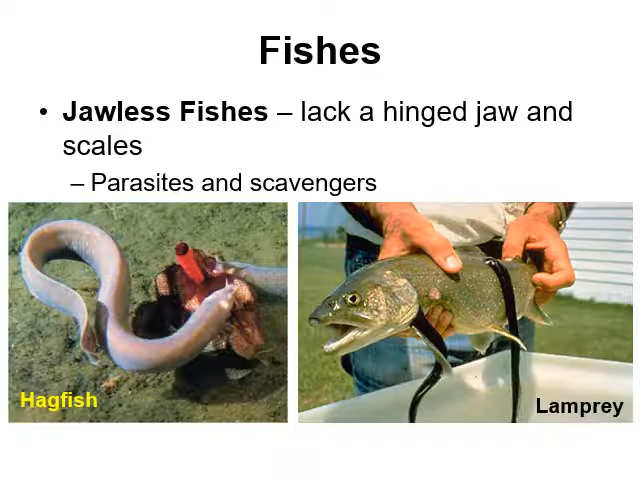 Fishes
• Jawless Fishes – lack a hinged jaw and
scales
– Parasites and scavengers
Hagfish
Lamprey